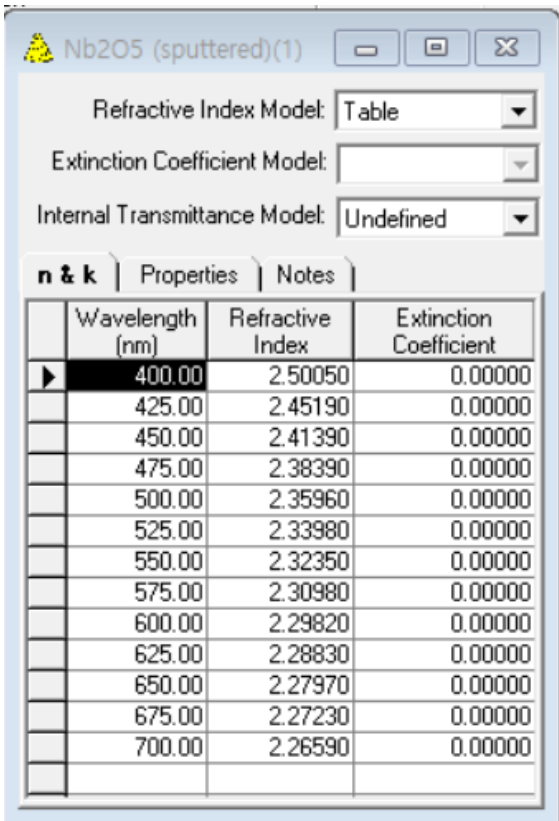 Nb2O5 (sputtered)(1)
Refractive Index Model: Table
Extinction Coefficient Model:
Internal Transmittance Model: Undefined
n & k Properties Notes
Wavelength (nm) Refractive Index Extinction Coefficient
400.00 2.50050 0.00000
425.00 2.45190 0.00000
450.00 2.41390 0.00000
475.00 2.38390 0.00000
500.00 2.35960 0.00000
525.00 2.33980 0.00000
550.00 2.32350 0.00000
575.00 2.30980 0.00000
600.00 2.29820 0.00000
625.00 2.28830 0.00000
650.00 2.27970 0.00000
675.00 2.27230 0.00000
700.00 2.26590 0.00000